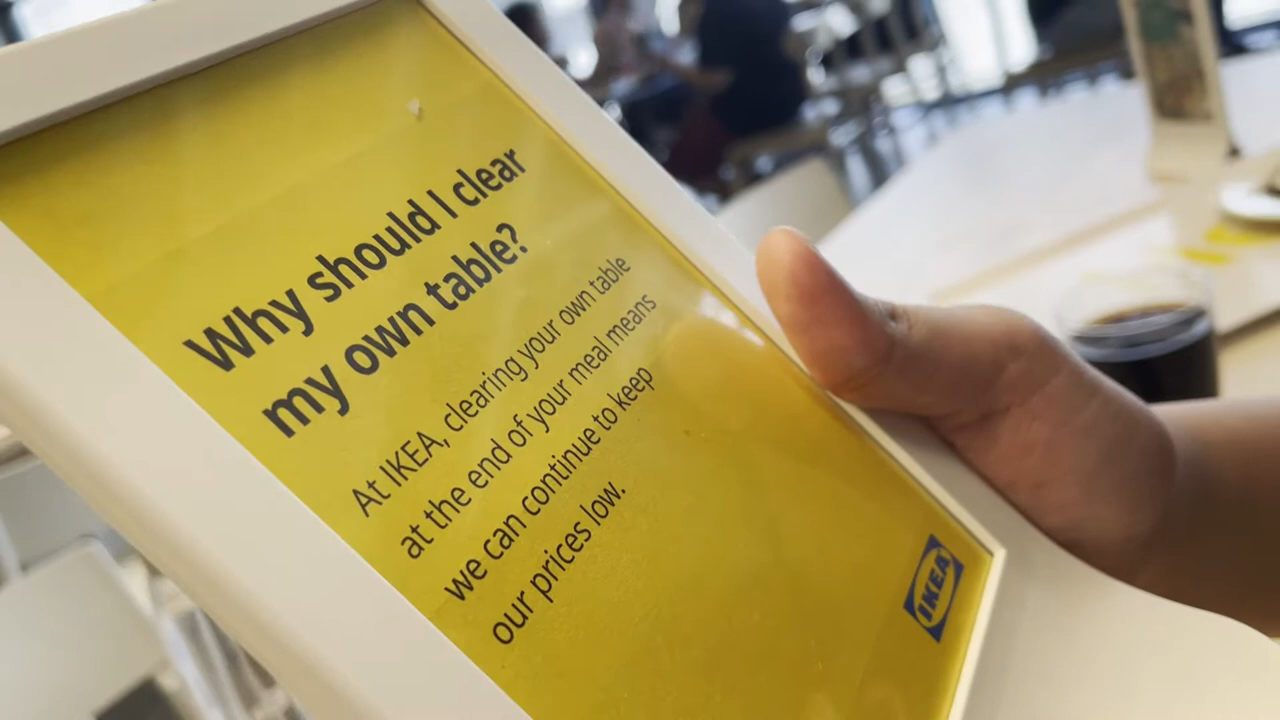 Why should I clear
my own table?
At IKEA, clearing your own table
at the end of your meal means
we can continue to keep
our prices low.
IKEA